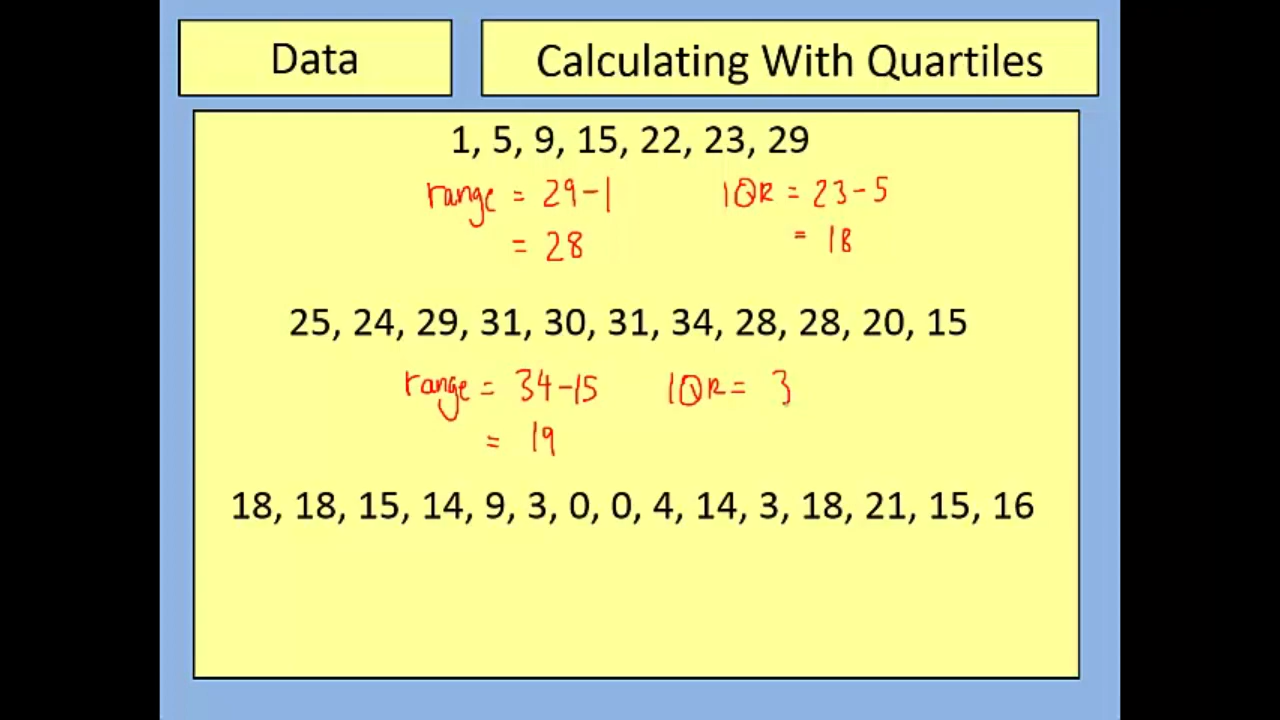 Data
Calculating With Quartiles
1, 5, 9, 15, 22, 23, 29
range = 29-1
= 28
IQR = 23-5
= 18
25, 24, 29, 31, 30, 31, 34, 28, 28, 20, 15
range = 34-15
= 19
IQR = 3
18, 18, 15, 14, 9, 3, 0, 0, 4, 14, 3, 18, 21, 15, 16